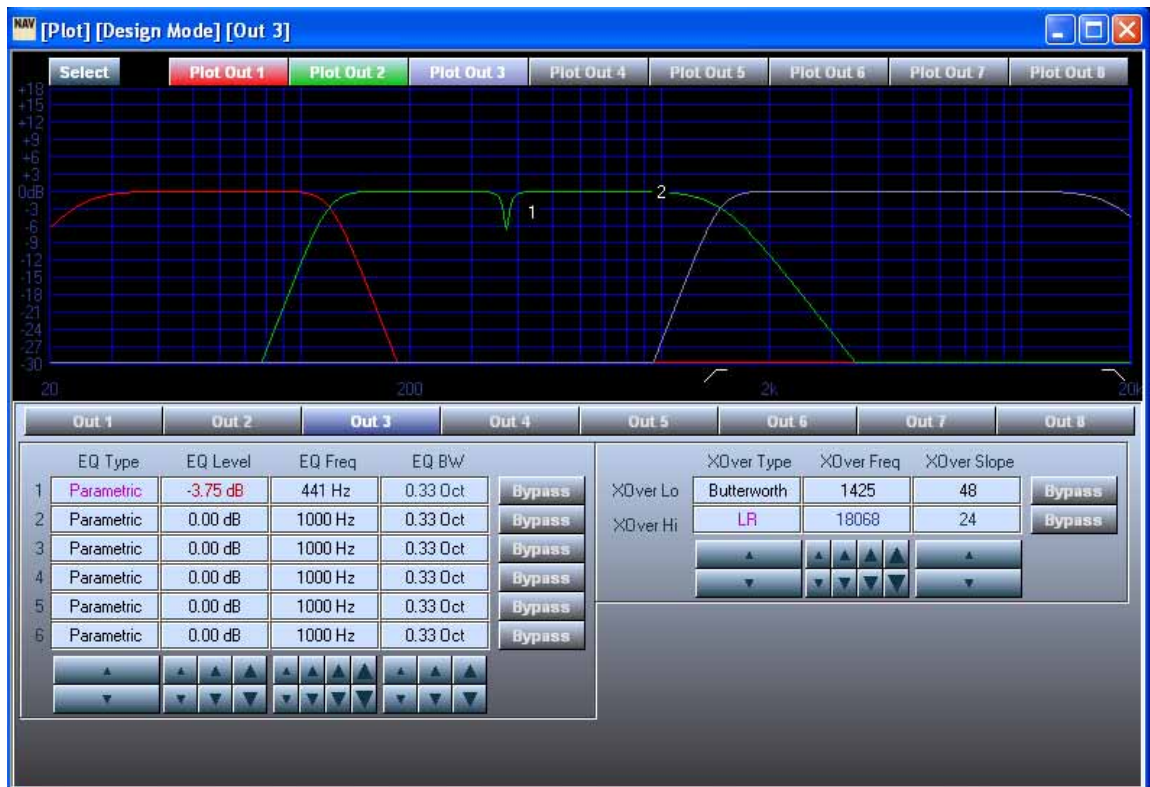 NAV [Plot] [Design Mode] [Out 3]
Select Plot Out 1 Plot Out 2 Plot Out 3 Plot Out 4 Plot Out 5 Plot Out 6 Plot Out 7 Plot Out 8
+18
+15
+12
+9
+6
+3
0dB 2
-3 1
-6
-9
-12
-15
-18
-21
-24
-27
-30
20 200 2k 20k
Out 1 Out 2 Out 3 Out 4 Out 5 Out 6 Out 7 Out 8
EQ Type EQ Level EQ Freq EQ BW
1 Parametric -3.75 dB 441 Hz 0.33 Oct Bypass
2 Parametric 0.00 dB 1000 Hz 0.33 Oct Bypass
3 Parametric 0.00 dB 1000 Hz 0.33 Oct Bypass
4 Parametric 0.00 dB 1000 Hz 0.33 Oct Bypass
5 Parametric 0.00 dB 1000 Hz 0.33 Oct Bypass
6 Parametric 0.00 dB 1000 Hz 0.33 Oct Bypass
XOver Type XOver Freq XOver Slope
XOver Lo Butterworth 1425 48 Bypass
XOver Hi LR 18068 24 Bypass